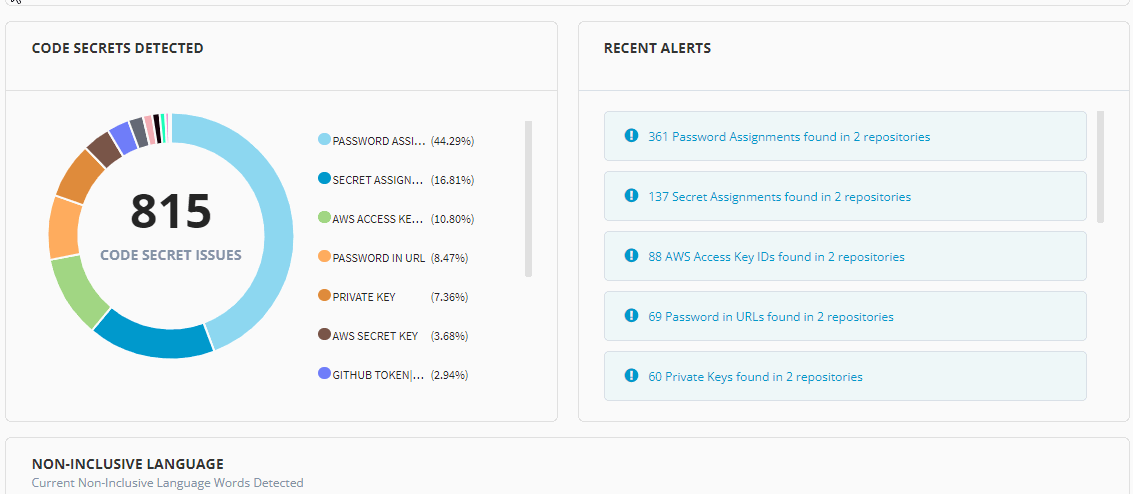 CODE SECRETS DETECTED
815
CODE SECRET ISSUES
PASSWORD ASSI... (44.29%)
SECRET ASSIGN... (16.81%)
AWS ACCESS KE... (10.80%)
PASSWORD IN URL (8.47%)
PRIVATE KEY (7.36%)
AWS SECRET KEY (3.68%)
GITHUB TOKEN|... (2.94%)
RECENT ALERTS
361 Password Assignments found in 2 repositories
137 Secret Assignments found in 2 repositories
88 AWS Access Key IDs found in 2 repositories
69 Password in URLs found in 2 repositories
60 Private Keys found in 2 repositories
NON-INCLUSIVE LANGUAGE
Current Non-Inclusive Language Words Detected